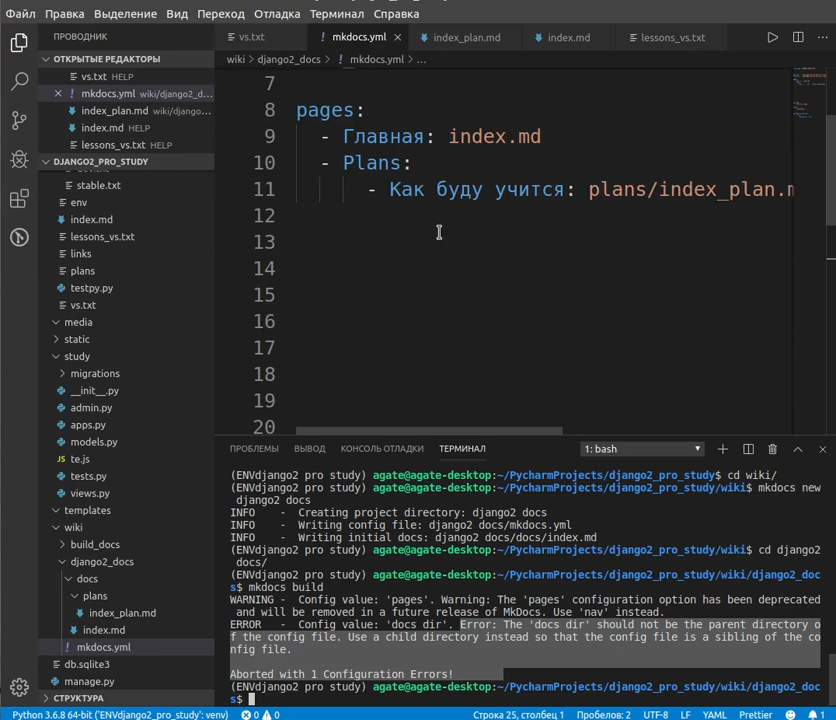 Файл Правка Выделение Вид Переход Отладка Терминал Справка
ПРОВОДНИК
vs.txt
mkdocs.yml
index_plan.md
index.md
lessons_vs.txt
ОТКРЫТЫЕ РЕДАКТОРЫ
vs.txt HELP
mkdocs.yml wiki/django2_d...
index_plan.md wiki/django...
index.md HELP
lessons_vs.txt HELP
DJANGO2_PRO_STUDY
stable.txt
env
index.md
lessons_vs.txt
links
plans
testpy.py
vs.txt
media
static
study
migrations
__init__.py
admin.py
apps.py
models.py
te.js
tests.py
views.py
templates
wiki
build_docs
django2_docs
docs
plans
index_plan.md
index.md
mkdocs.yml
db.sqlite3
manage.py
СТРУКТУРА
wiki > django2_docs > mkdocs.yml > ...
7
8 pages:
9 - Главная: index.md
10 - Plans:
11 - Как буду учится: plans/index_plan.m
12
13
14
15
16
17
18
19
20
ПРОБЛЕМЫ ВЫВОД КОНСОЛЬ ОТЛАДКИ ТЕРМИНАЛ 1: bash
(ENVdjango2 pro study) agate@agate-desktop:~/PycharmProjects/django2_pro_study$ cd wiki/
(ENVdjango2 pro study) agate@agate-desktop:~/PycharmProjects/django2_pro_study/wiki$ mkdocs new
django2 docs
INFO - Creating project directory: django2 docs
INFO - Writing config file: django2 docs/mkdocs.yml
INFO - Writing initial docs: django2 docs/docs/index.md
(ENVdjango2 pro study) agate@agate-desktop:~/PycharmProjects/django2_pro_study/wiki$ cd django2
docs/
(ENVdjango2 pro study) agate@agate-desktop:~/PycharmProjects/django2_pro_study/wiki/django2_doc
s$ mkdocs build
WARNING - Config value: 'pages'. Warning: The 'pages' configuration option has been deprecated
and will be removed in a future release of MkDocs. Use 'nav' instead.
ERROR - Config value: 'docs dir'. Error: The 'docs dir' should not be the parent directory o
f the config file. Use a child directory instead so that the config file is a sibling of the co
nfig file.
Aborted with 1 Configuration Errors!
(ENVdjango2 pro study) agate@agate-desktop:~/PycharmProjects/django2_pro_study/wiki/django2_doc
s$
Python 3.6.8 64-bit ('ENVdjango2_pro_study': venv) 0 0 Строка 25, столбец 1 Пробелов: 2 UTF-8 LF YAML Prettier 1